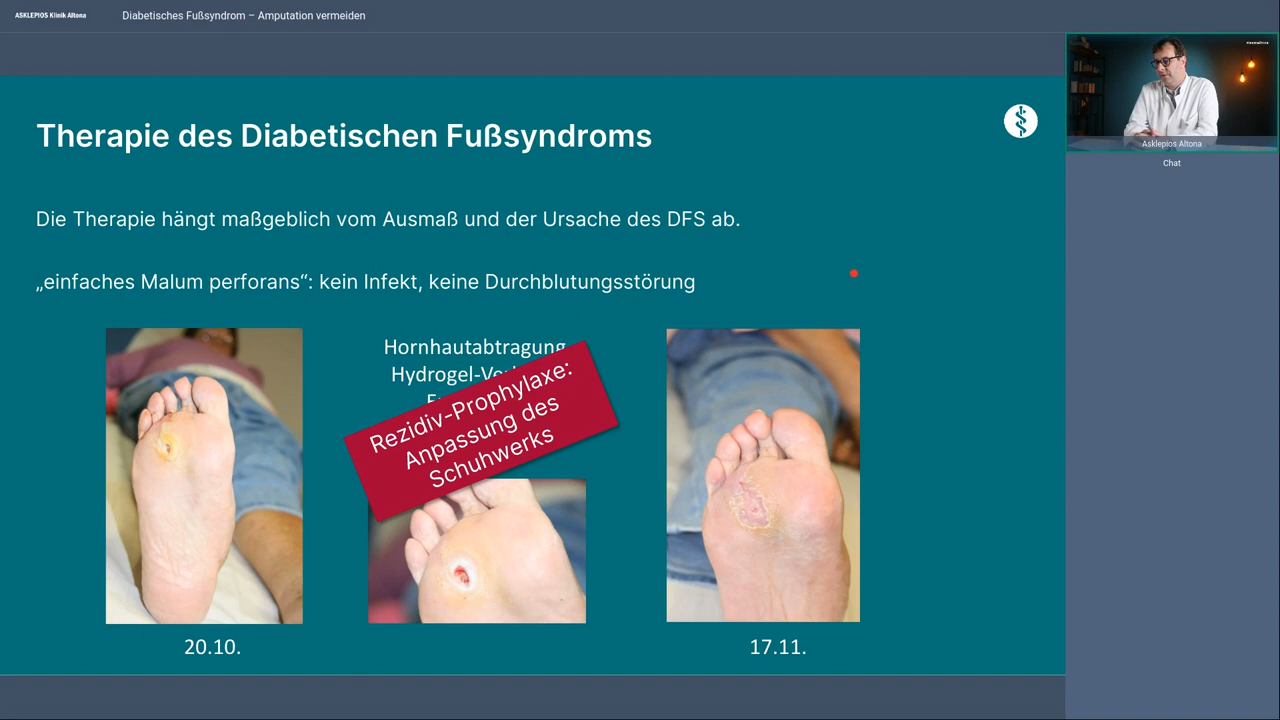 ASKLEPIOS Klinik Altona
Diabetisches Fußsyndrom – Amputation vermeiden
Therapie des Diabetischen Fußsyndroms
Die Therapie hängt maßgeblich vom Ausmaß und der Ursache des DFS ab.
„einfaches Malum perforans“: kein Infekt, keine Durchblutungsstörung
Hornhautabtragung
Rezidiv-Prophylaxe:
Anpassung des
Schuhwerks
20.10.
17.11.
Asklepios Altona
Chat